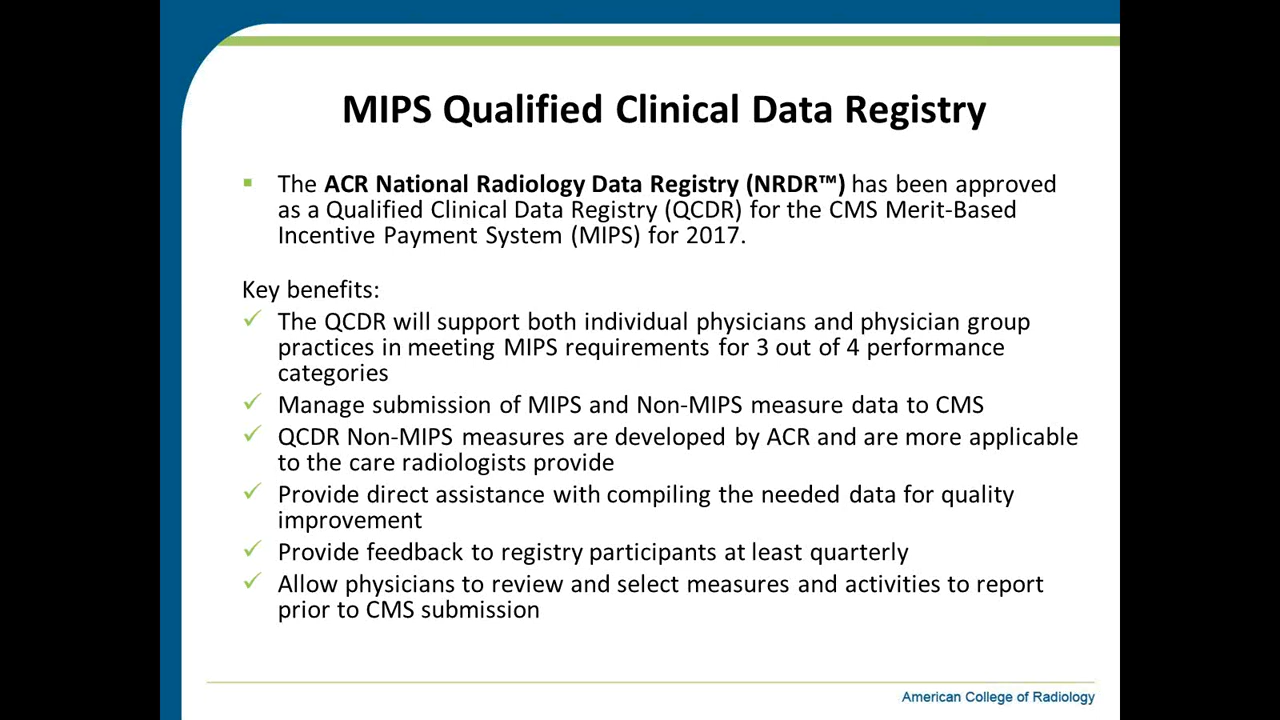 MIPS Qualified Clinical Data Registry
The ACR National Radiology Data Registry (NRDR™) has been approved
as a Qualified Clinical Data Registry (QCDR) for the CMS Merit-Based
Incentive Payment System (MIPS) for 2017.
Key benefits:
The QCDR will support both individual physicians and physician group
practices in meeting MIPS requirements for 3 out of 4 performance
categories
Manage submission of MIPS and Non-MIPS measure data to CMS
QCDR Non-MIPS measures are developed by ACR and are more applicable
to the care radiologists provide
Provide direct assistance with compiling the needed data for quality
improvement
Provide feedback to registry participants at least quarterly
Allow physicians to review and select measures and activities to report
prior to CMS submission
American College of Radiology